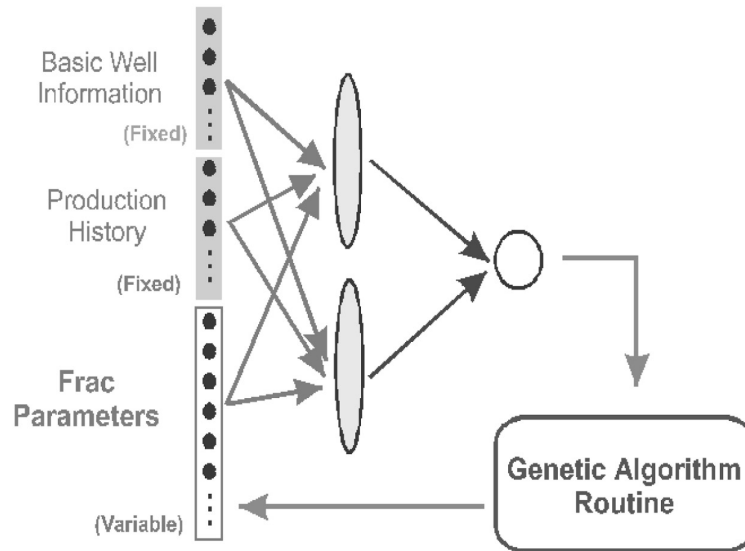 Basic Well
Information
(Fixed)
Production
History
(Fixed)
Frac
Parameters
(Variable)
Genetic Algorithm
Routine